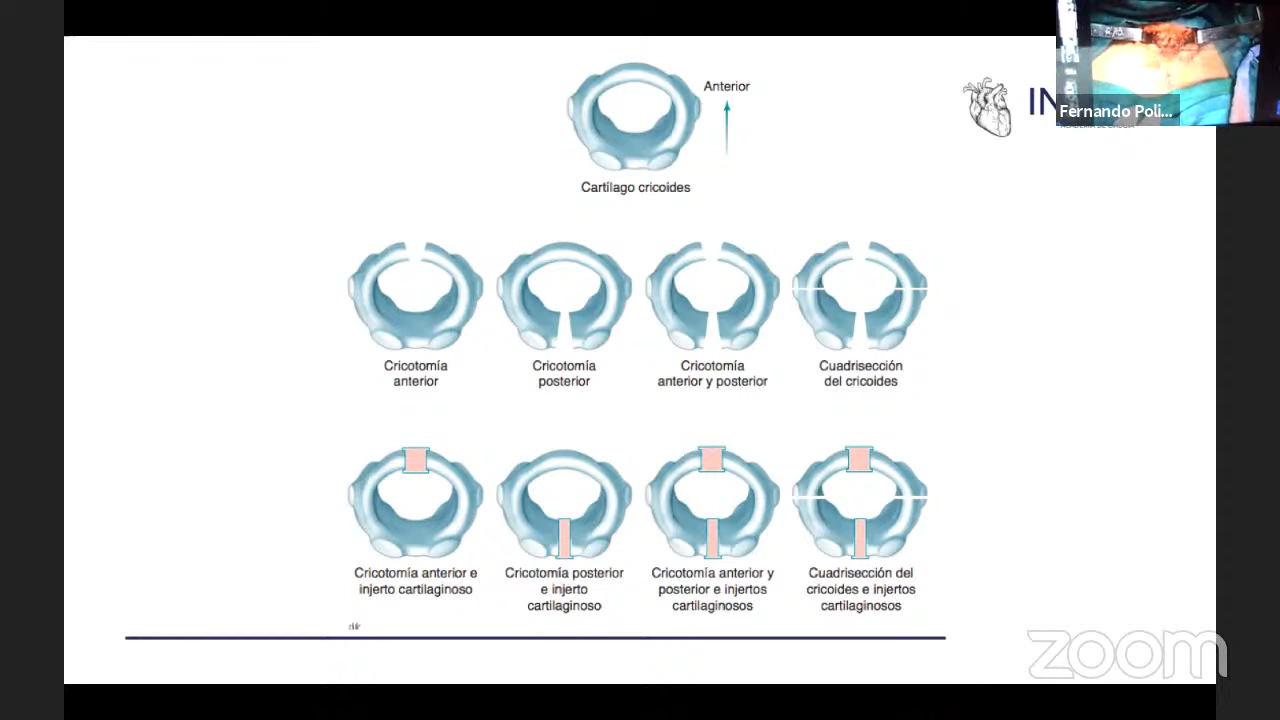 Anterior
IN
Fernando Poli...
Cartílago cricoides
Cricotomía
anterior
Cricotomía
posterior
Cricotomía
anterior y posterior
Cuadrisección
del cricoides
Cricotomía anterior e
injerto cartilaginoso
Cricotomía posterior
e injerto
cartilaginoso
Cricotomía anterior y
posterior e injertos
cartilaginosos
Cuadrisección del
cricoides e injertos
cartilaginosos
zoom